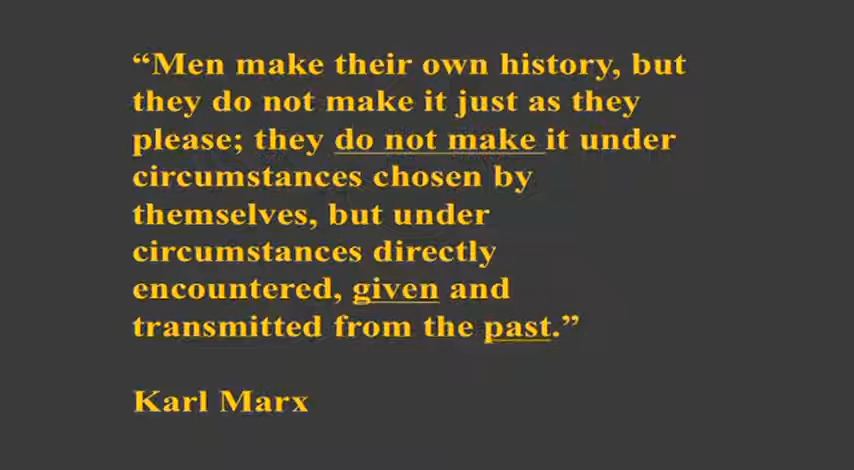 “Men make their own history, but
they do not make it just as they
please; they do not make it under
circumstances chosen by
themselves, but under
circumstances directly
encountered, given and
transmitted from the past.”
Karl Marx